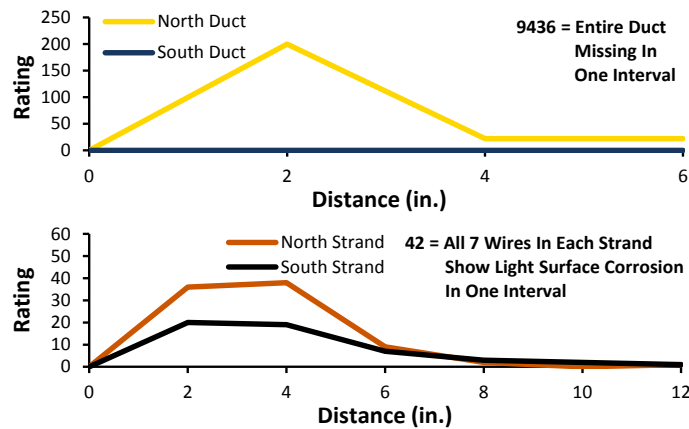 250
200
150
100
50
0
Rating
North Duct
South Duct
9436 = Entire Duct
Missing In
One Interval
0 2 4 6
Distance (in.)
60
50
40
30
20
10
0
Rating
North Strand
South Strand
42 = All 7 Wires In Each Strand
Show Light Surface Corrosion
In One Interval
0 2 4 6 8 10 12
Distance (in.)